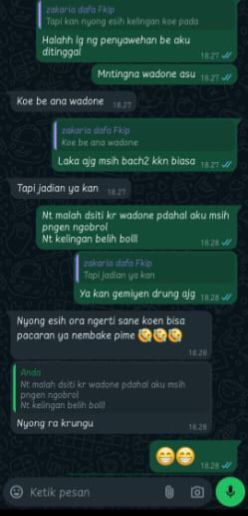 zakaria dafa Fkip
Tapi kan nyong esih kelingan koe pada
Halahh lg ng penyawehan be aku
ditinggal
18.27
Mntingna wadone asu
18.27
Koe be ana wadone
18.27
zakaria dafa Fkip
Koe be ana wadone
Laka ajg msih bach2 kkn biasa
18.27
Tapi jadian ya kan
18.27
Nt malah dsiti kr wadone pdahal aku msih
pngen ngobrol
Nt kelingan belih bolll
18.28
zakaria dafa Fkip
Tapi jadian ya kan
Ya kan gemiyen drung ajg
18.28
Nyong esih ora ngerti sane koen bisa
pacaran ya nembake pime 🤣🤣🤣
18.28
Anda
Nt malah dsiti kr wadone pdahal aku msih
pngen ngobrol
Nt kelingan belih bolll
Nyong ra krungu
18.28
😁😁
18.28
Ketik pesan